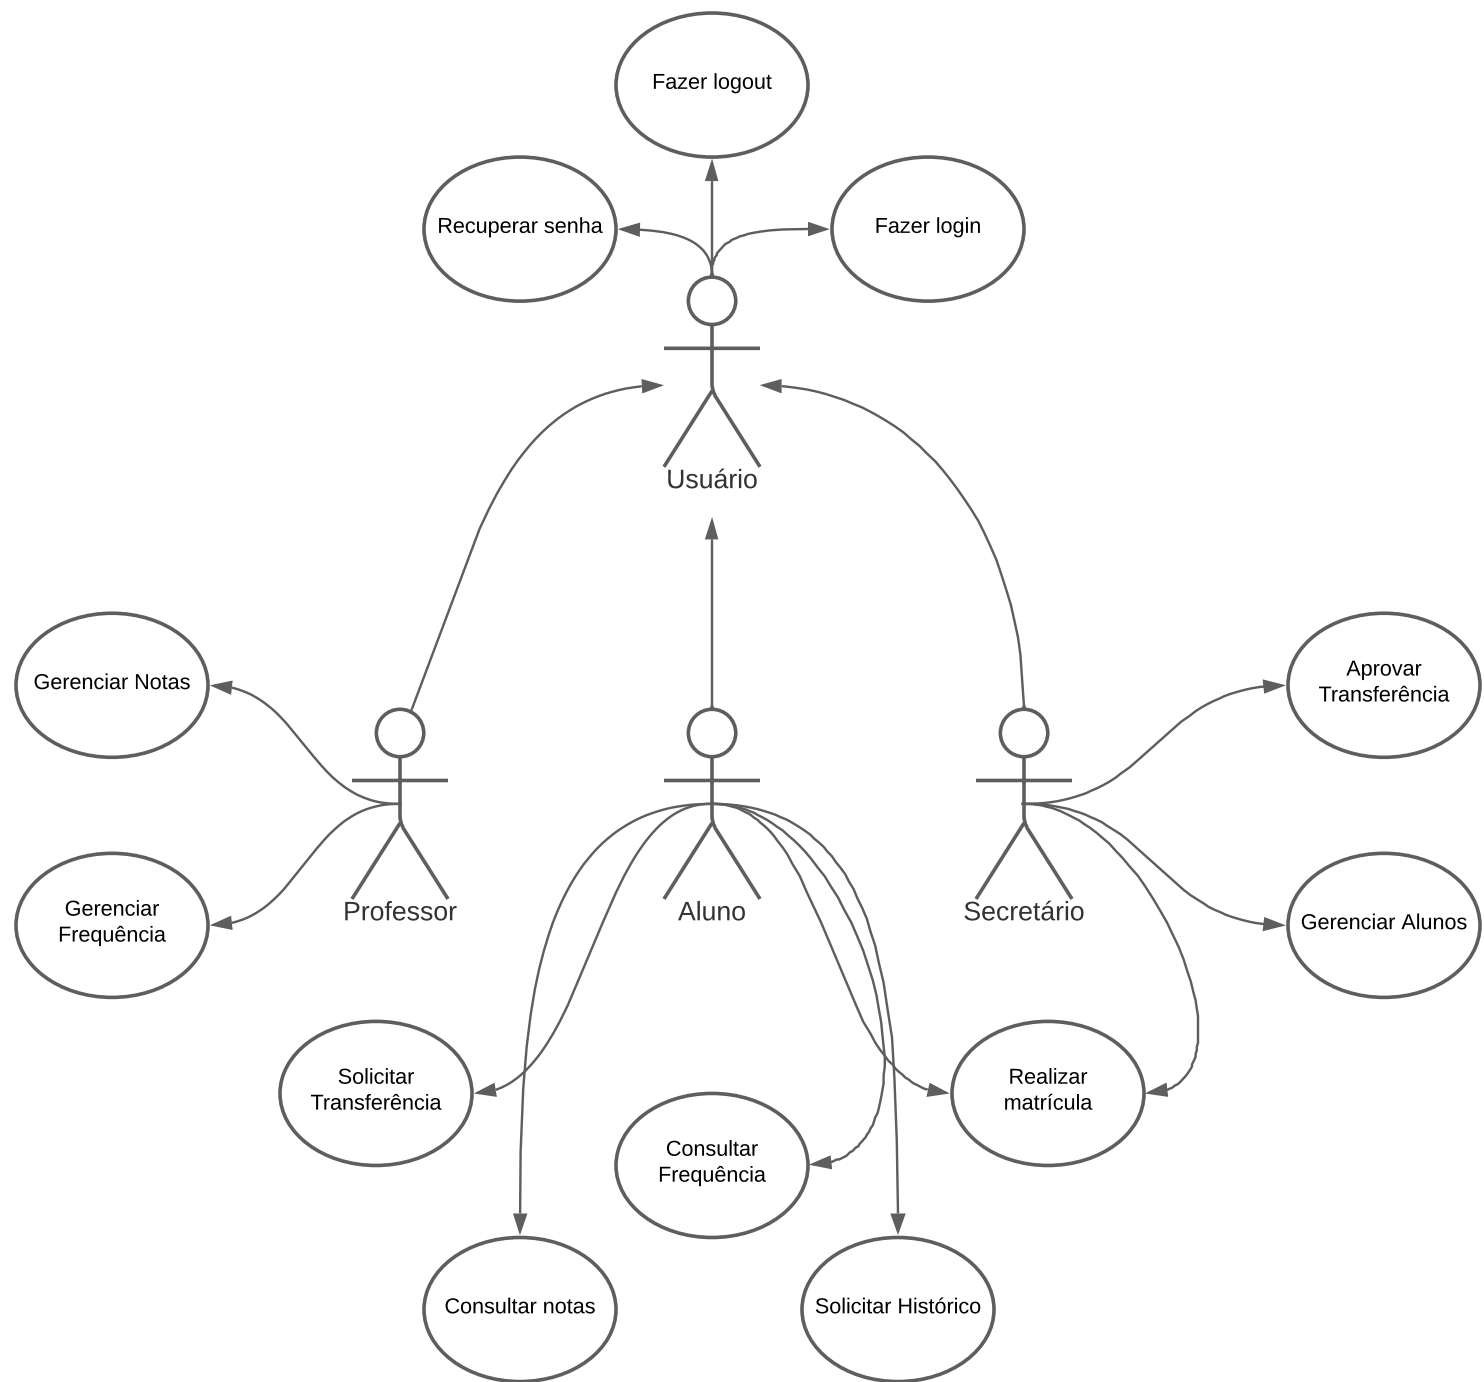 Fazer logout
Recuperar senha
Fazer login
Usuário
Gerenciar Notas
Aprovar
Transferência
Professor
Aluno
Secretário
Gerenciar
Frequência
Gerenciar Alunos
Solicitar
Transferência
Realizar
matrícula
Consultar
Frequência
Consultar notas
Solicitar Histórico